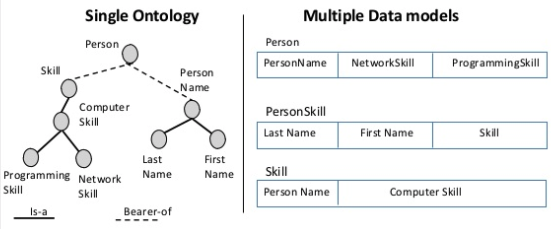 Single Ontology
Person
Skill
Person
Name
Computer
Skill
Programming
Skill
Network
Skill
Last
Name
First
Name
Is-a
Bearer-of
Multiple Data models
Person
PersonName NetworkSkill ProgrammingSkill
PersonSkill
Last Name First Name Skill
Skill
Person Name Computer Skill